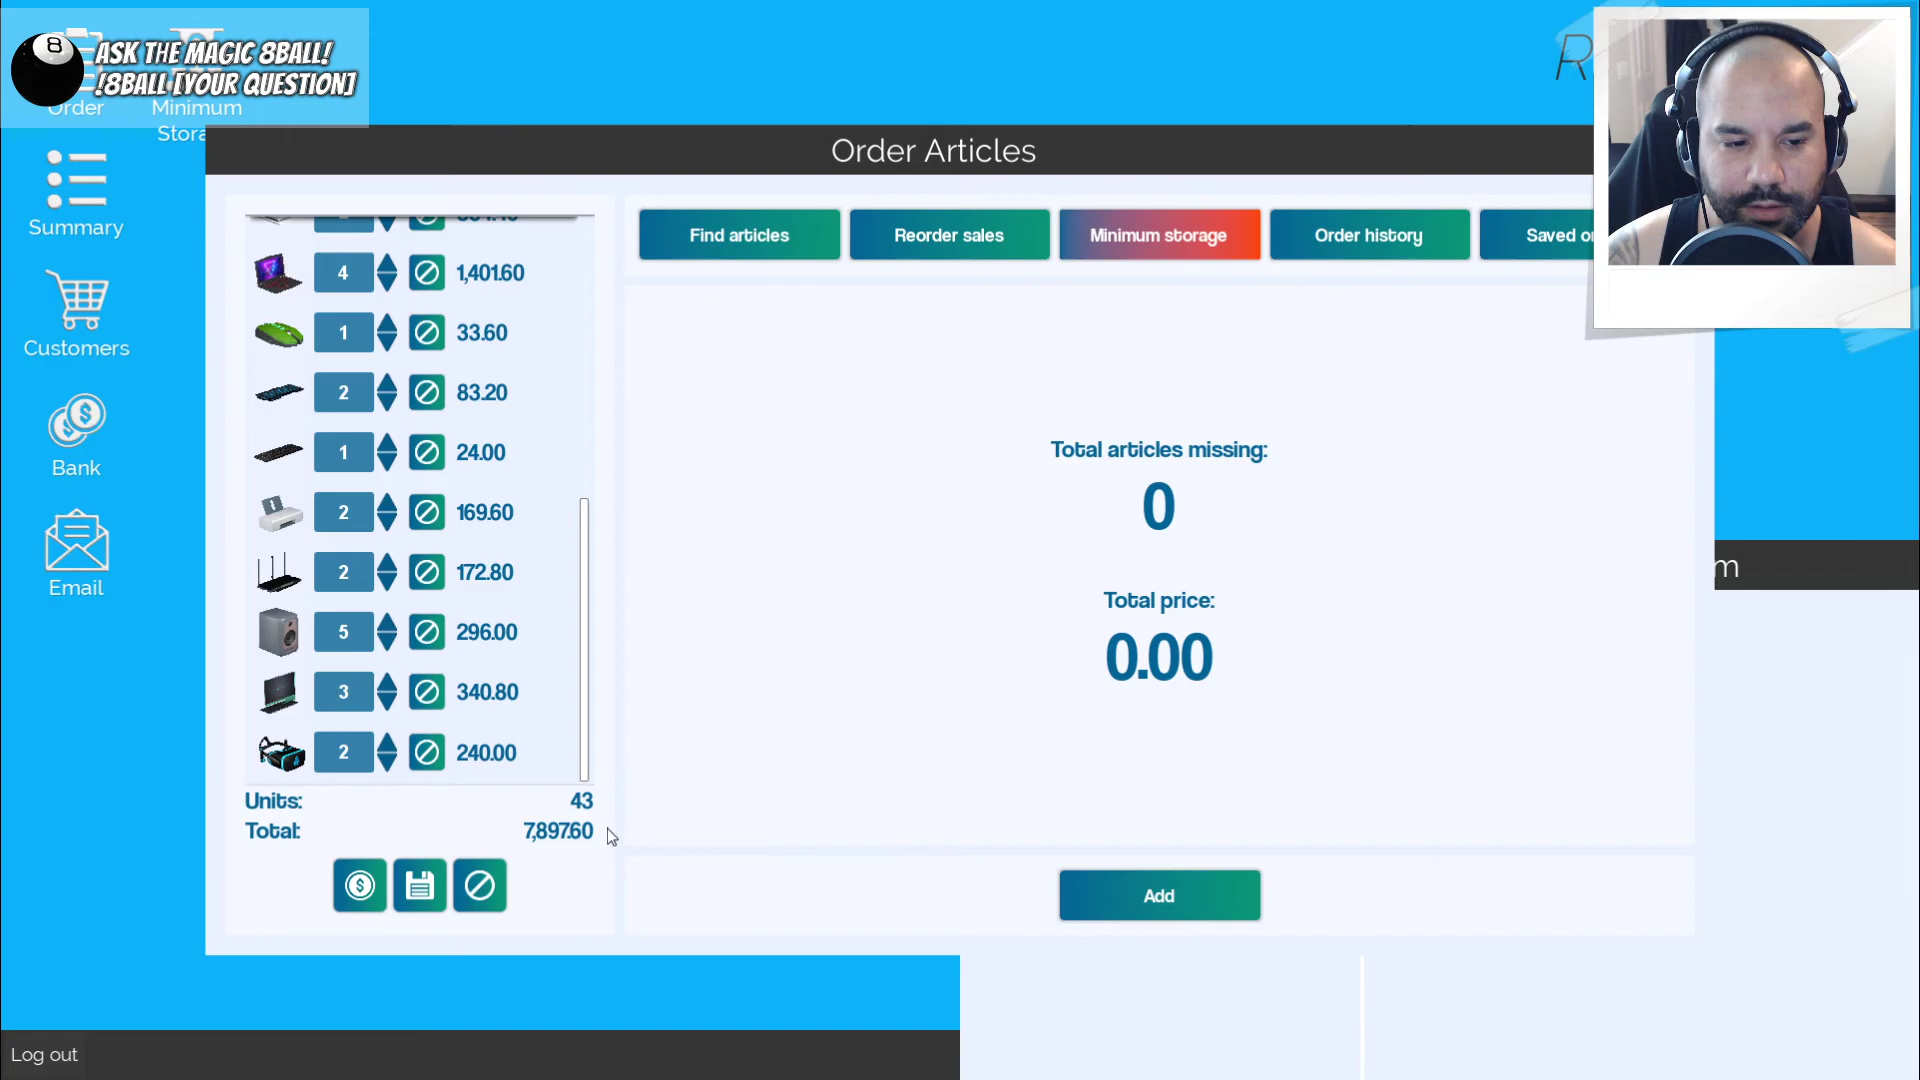 8
ASK THE MAGIC 8BALL!
!8BALL [YOUR QUESTION]
Order
Minimum
Stora
R
Summary
Customers
Bank
Email
Order Articles
Find articles
Reorder sales
Minimum storage
Order history
Saved or
4 1,401.60
1 33.60
2 83.20
1 24.00
2 169.60
2 172.80
5 296.00
3 340.80
2 240.00
Units: 43
Total: 7,897.60
Total articles missing:
0
Total price:
0.00
Add
m
Log out